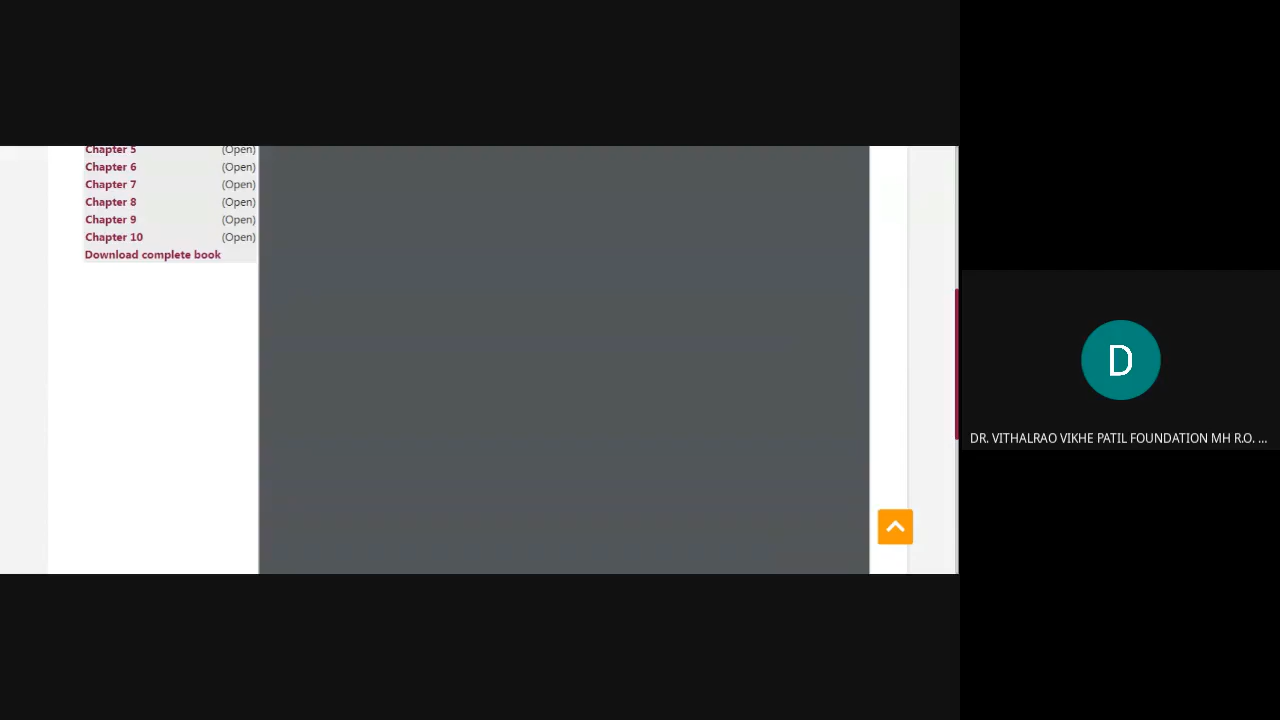 Chapter 5 (Open)
Chapter 6 (Open)
Chapter 7 (Open)
Chapter 8 (Open)
Chapter 9 (Open)
Chapter 10 (Open)
Download complete book
D
DR. VITHALRAO VIKHE PATIL FOUNDATION MH R.O. ...